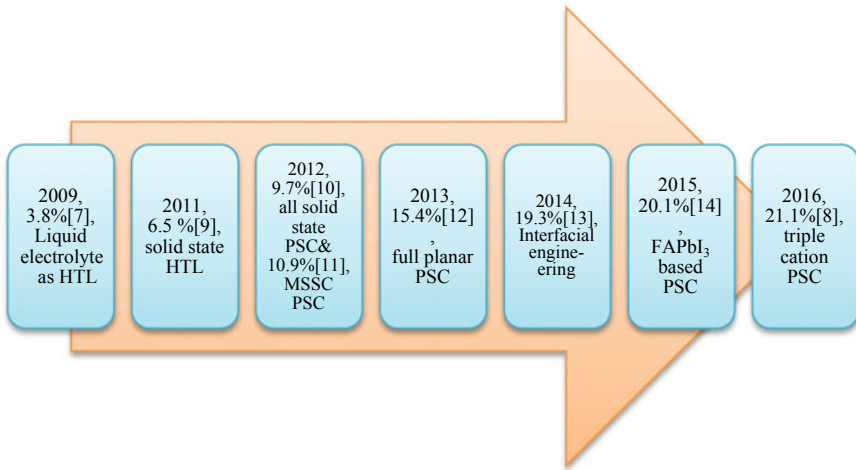 2009,
3.8%[7],
Liquid
electrolyte
as HTL
2011,
6.5 %[9],
solid state
HTL
2012,
9.7%[10],
all solid
state
PSC&
10.9%[11],
MSSC
PSC
2013,
15.4%[12]
,
full planar
PSC
2014,
19.3%[13],
Interfacial
engine-
ering
2015,
20.1%[14]
,
FAPbI₃
based
PSC
2016,
21.1%[8],
triple
cation
PSC